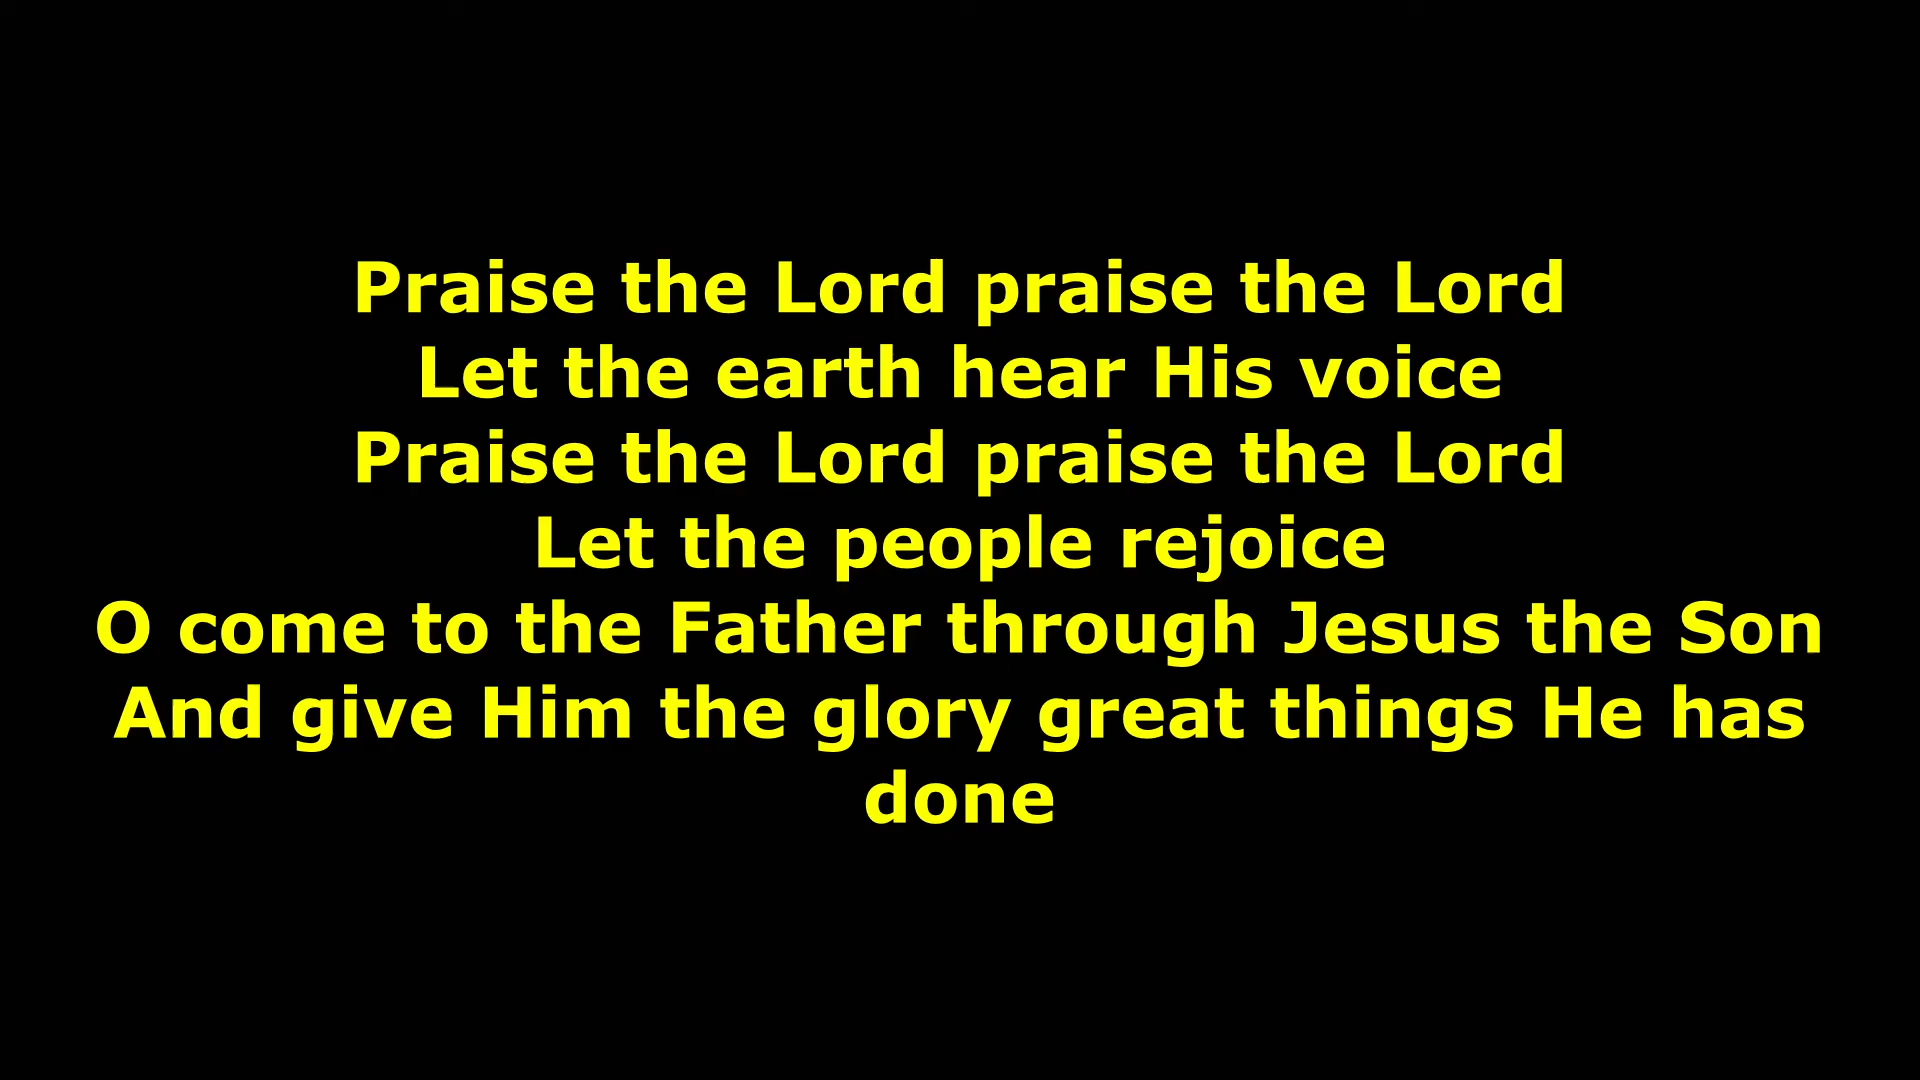 Praise the Lord praise the Lord
Let the earth hear His voice
Praise the Lord praise the Lord
Let the people rejoice
O come to the Father through Jesus the Son
And give Him the glory great things He has
done